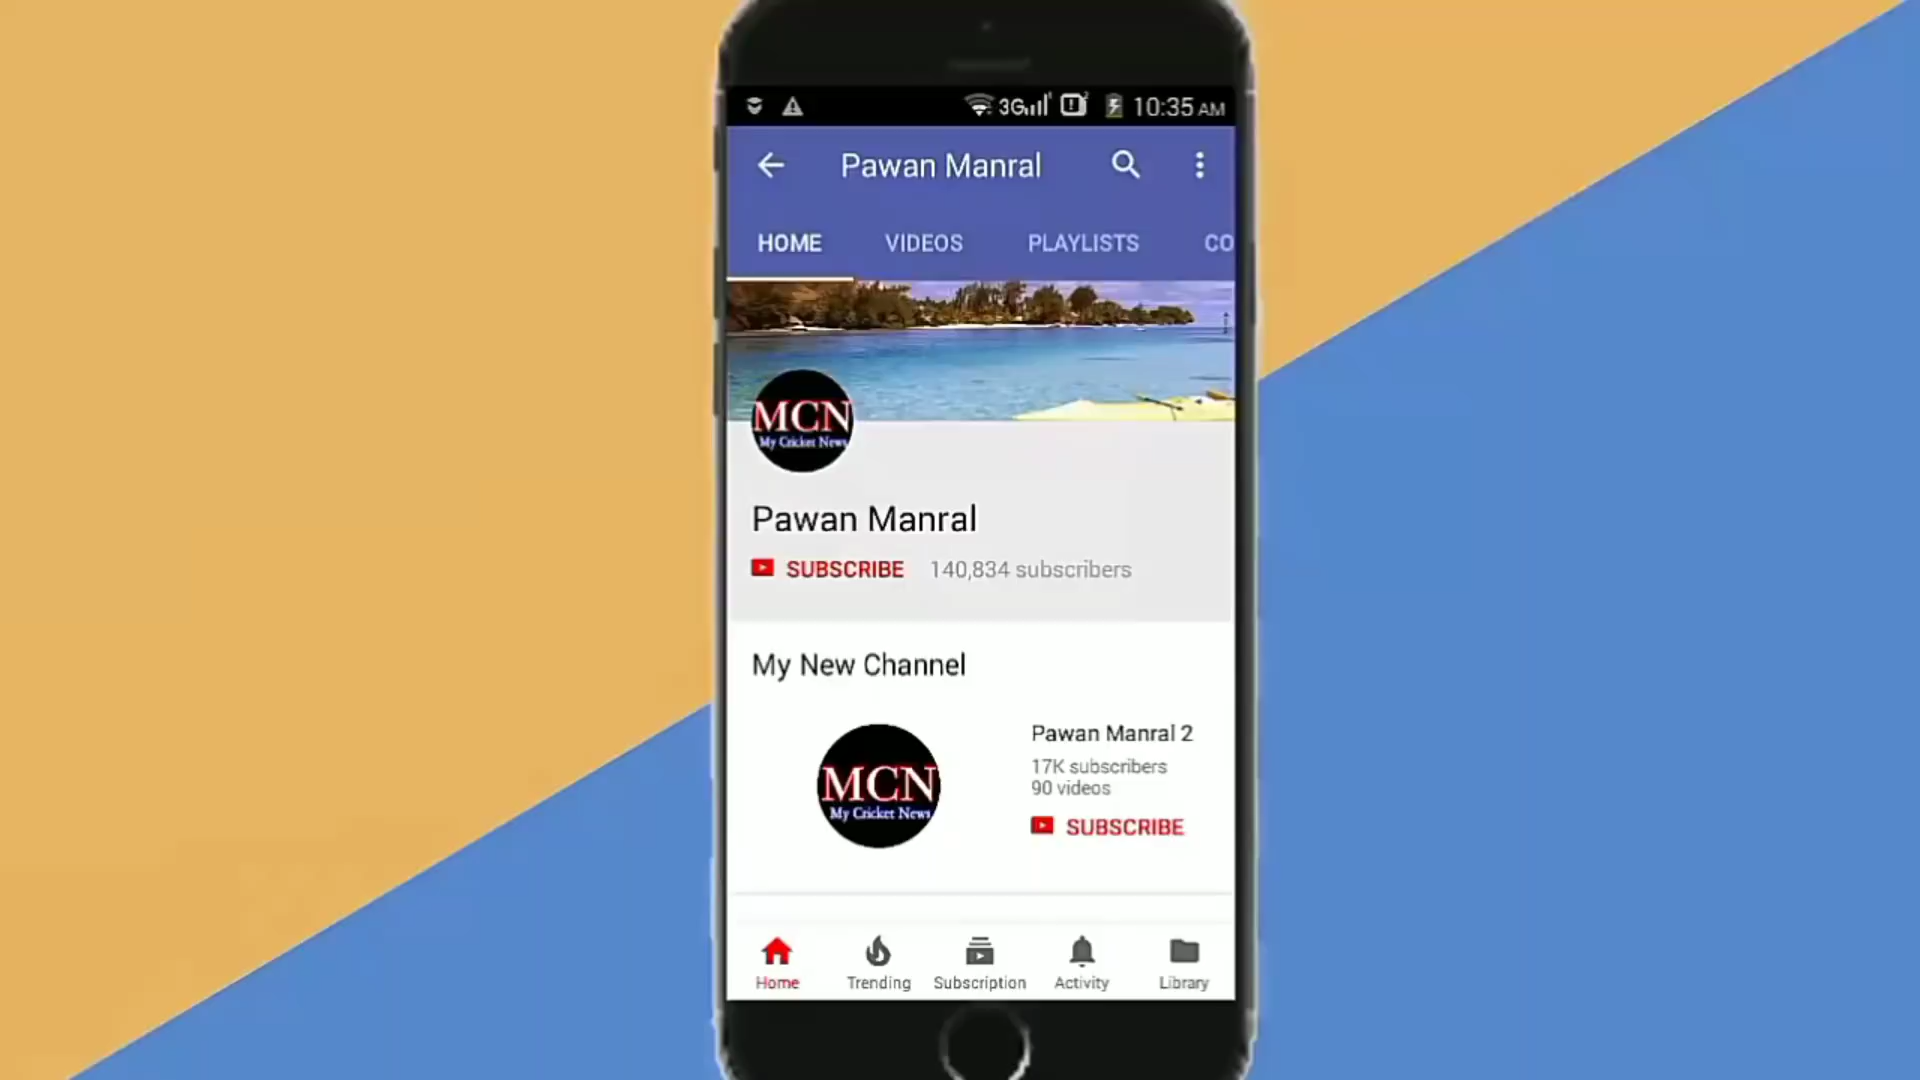 3G 10:35 AM
Pawan Manral
HOME VIDEOS PLAYLISTS CO
MCN
My Cricket News
Pawan Manral
SUBSCRIBE 140,834 subscribers
My New Channel
MCN
My Cricket News
Pawan Manral 2
17K subscribers
90 videos
SUBSCRIBE
Home Trending Subscription Activity Library